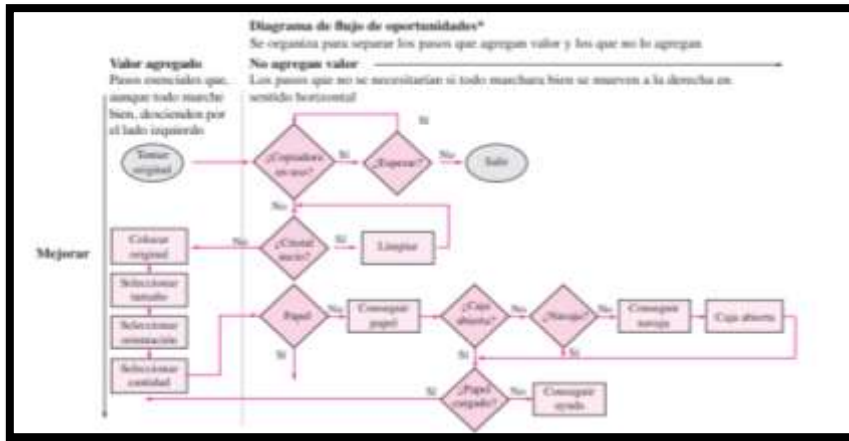 Diagrama de flujo de oportunidades*
Se organiza para separar los pasos que agregan valor y los que no lo agregan
Valor agregado
Pasos esenciales que,
aunque todo marche
bien, descienden por
el lado izquierdo
No agregan valor
Los pasos que no se necesitarían si todo marchara bien se mueven a la derecha en
sentido horizontal
Sí
Tomar
original
¿Copiadora
en uso?
Sí
¿Esperar?
No
Sale
No
Mejorar
Colocar
original
No
¿Cristal
sucio?
Sí
Limpiar
Seleccionar
tamaño
Seleccionar
orientación
Seleccionar
cantidad
Papel
No
Conseguir
papel
¿Caja
abierta?
No
¿Navaja?
No
Conseguir
navaja
Caja abierta
Sí
Sí
Sí
Sí
¿Papel
cargado?
No
Conseguir
ayuda